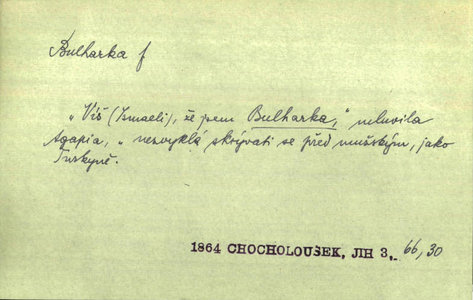 Bulharka f
„Víš (Ismaeli), že jsem Bulharka," mluvila
Agapia, „nezvyklá skrývati se před mužským, jako
Turkyně.
1864 CHOCHOLOUŠEK, JIH 3, 66, 30